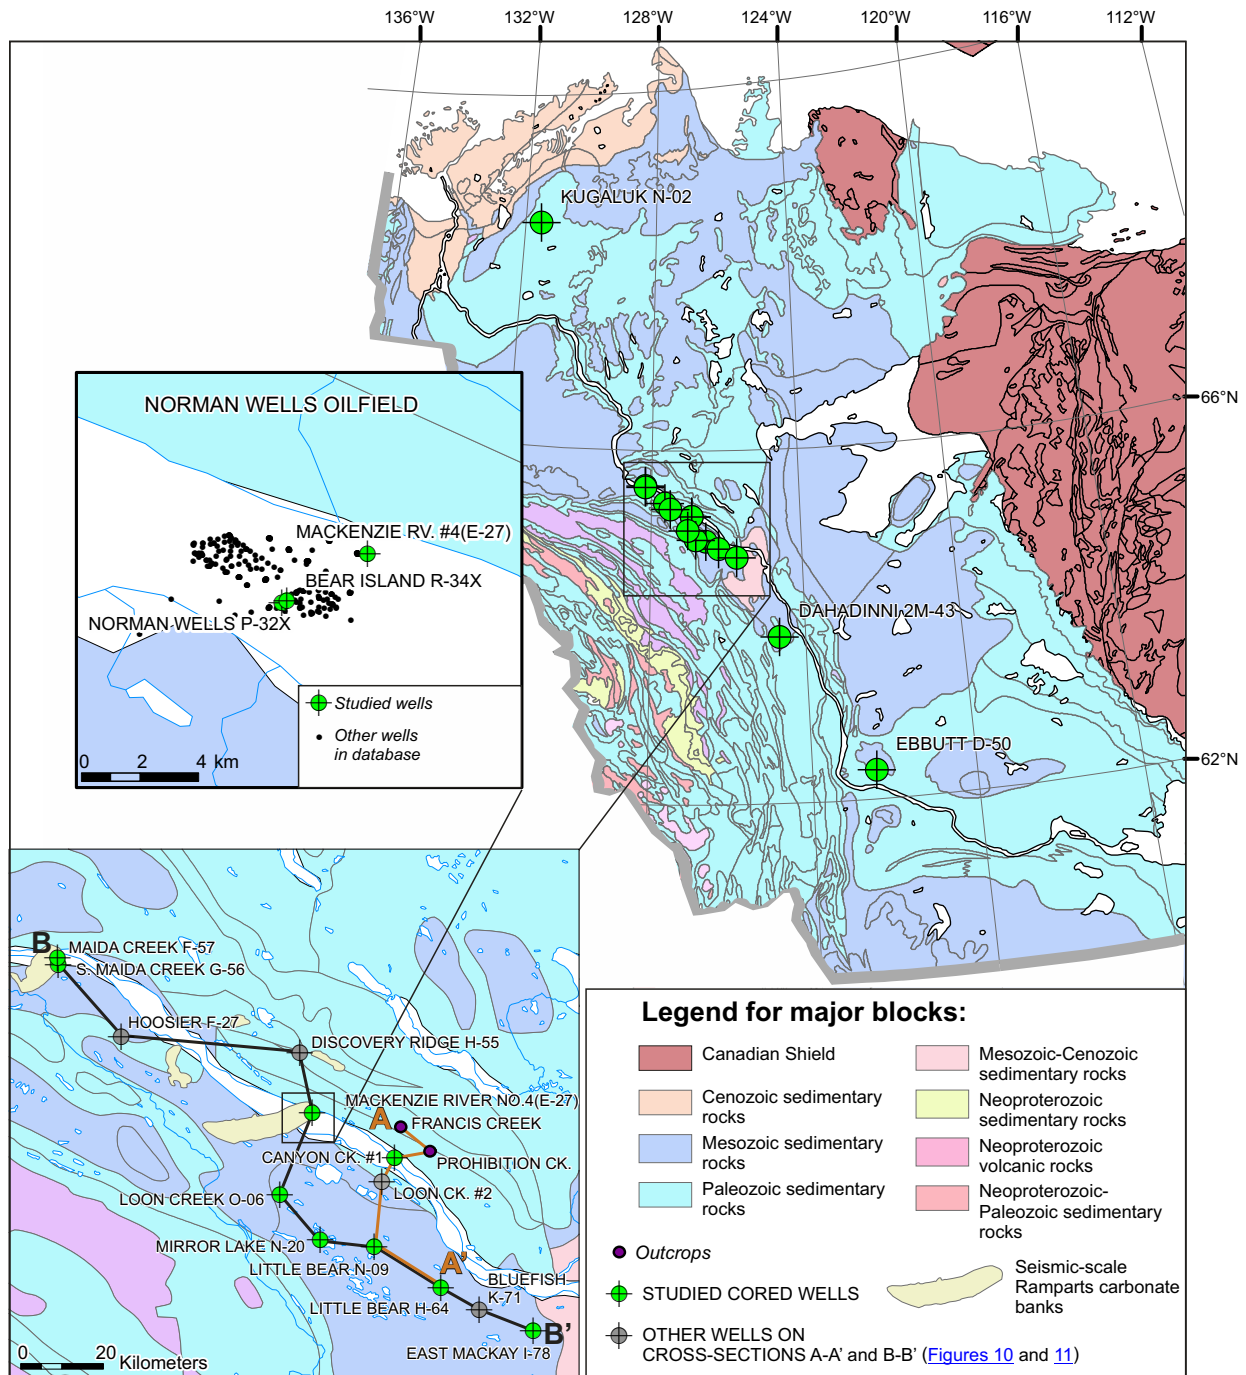 136°W 132°W 128°W 124°W 120°W 116°W 112°W
KUGALUK N-02
66°N
NORMAN WELLS OILFIELD
MACKENZIE RV. #4(E-27)
BEAR ISLAND R-34X
NORMAN WELLS P-32X
Studied wells
Other wells
in database
0 2 4 km
DAHADINNI 2M-43
EBBUTT D-50
62°N
B
MAIDA CREEK F-57
S. MAIDA CREEK G-56
HOOSIER F-27
DISCOVERY RIDGE H-55
MACKENZIE RIVER NO.4(E-27)
A
FRANCIS CREEK
CANYON CK. #1
PROHIBITION CK.
LOON CK. #2
LOON CREEK O-06
MIRROR LAKE N-20
LITTLE BEAR N-09
A'
BLUEFISH
K-71
LITTLE BEAR H-64
B'
EAST MACKAY I-78
0 20 Kilometers
Legend for major blocks:
Canadian Shield
Cenozoic sedimentary
rocks
Mesozoic sedimentary
rocks
Paleozoic sedimentary
rocks
Mesozoic-Cenozoic
sedimentary rocks
Neoproterozoic
sedimentary rocks
Neoproterozoic
volcanic rocks
Neoproterozoic-
Paleozoic sedimentary
rocks
Outcrops
STUDIED CORED WELLS
Seismic-scale
Ramparts carbonate
banks
OTHER WELLS ON
CROSS-SECTIONS A-A' and B-B' (Figures 10 and 11)